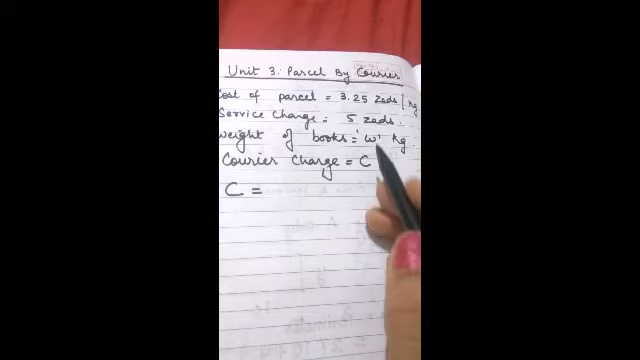 Unit 3: Parcel By Courier
Cost of parcel = 3.25 Zeds / Kg
Service Charge = 5 Zeds.
Weight of books = 'w' Kg
Courier Charge = C
C =